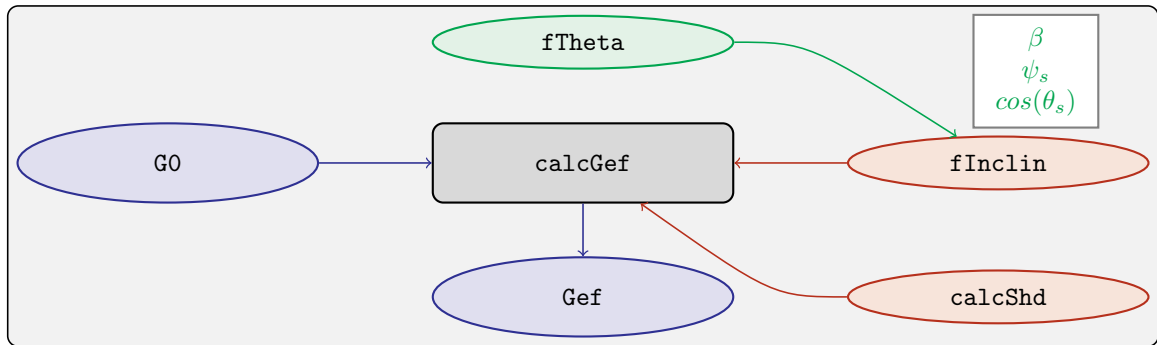 fTheta
β
ψ_s
cos(θ_s)
G0
calcGef
fInclin
Gef
calcShd